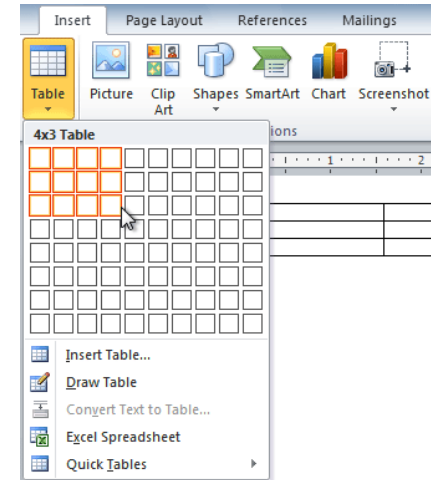 Insert Page Layout References Mailings
Table Picture Clip Art Shapes SmartArt Chart Screenshot
4x3 Table
ions
1 2
Insert Table...
Draw Table
Convert Text to Table...
Excel Spreadsheet
Quick Tables